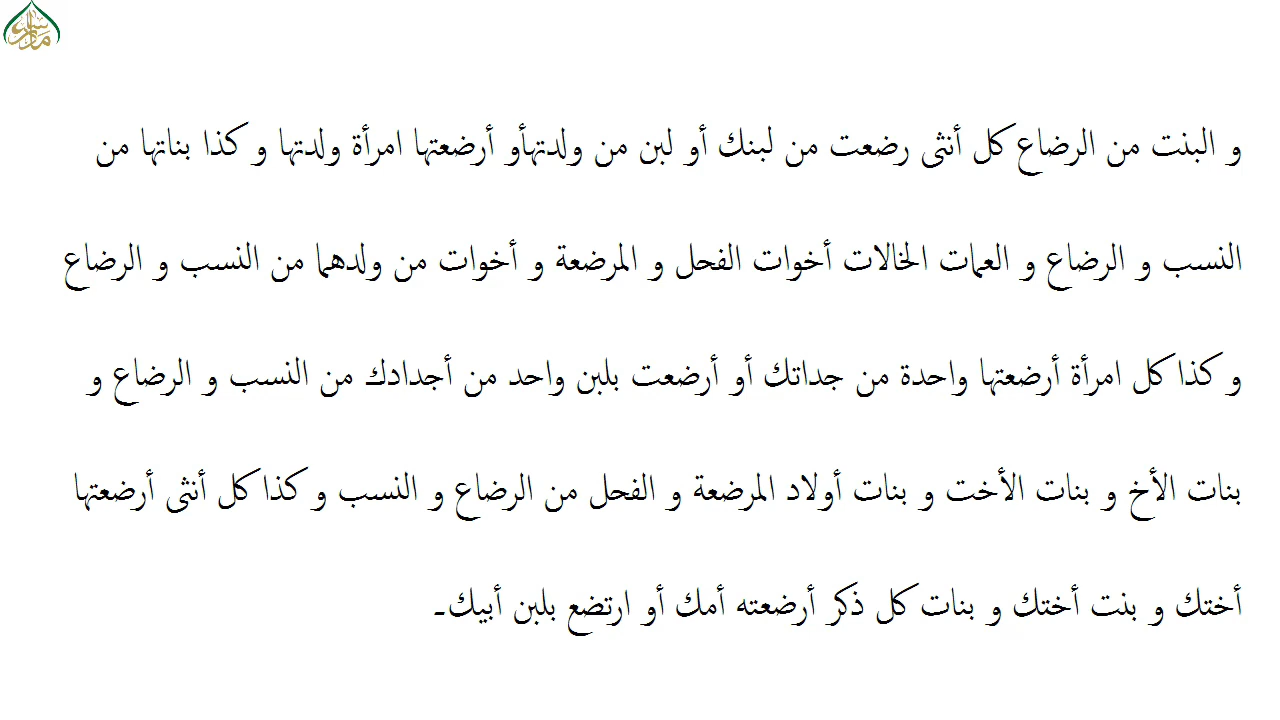 و البنت من الرضاع كل أنثى رضعت من لبنك أو لبن من ولدتهأو أرضعتها امرأة ولدتها و كذا بناتها من
النسب و الرضاع و العمات الخالات أخوات الفحل و المرضعة و أخوات من ولدهما من النسب و الرضاع
و كذا كل امرأة أرضعتها واحدة من جداتك أو أرضعت بلبن واحد من أجدادك من النسب و الرضاع و
بنات الأخ و بنات الأخت و بنات أولاد المرضعة و الفحل من الرضاع و النسب و كذا كل أنثى أرضعتها
أختك و بنت أختك و بنات كل ذكر أرضعته أمك أو ارتضع بلبن أبيك۔